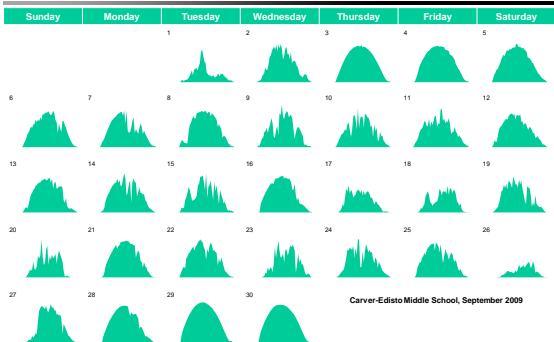 Sunday Monday Tuesday Wednesday Thursday Friday Saturday
1 2 3 4 5
6 7 8 9 10 11 12
13 14 15 16 17 18 19
20 21 22 23 24 25 26
27 28 29 30
Carver-Edisto Middle School, September 2009